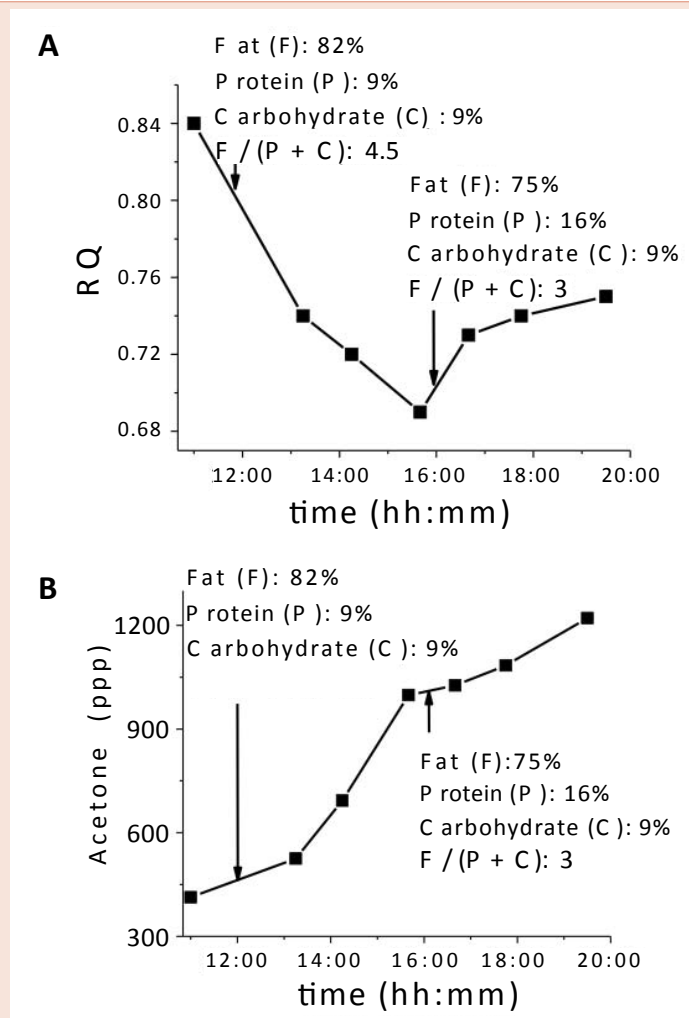 A
F at (F): 82%
P rotein (P ): 9%
C arbohydrate (C) : 9%
F / (P + C): 4.5
Fat (F): 75%
P rotein (P ): 16%
C arbohydrate (C ): 9%
F / (P + C): 3
0.84
0.80
0.76
0.72
0.68
R Q
12:00 14:00 16:00 18:00 20:00
time (hh:mm)
B
Fat (F): 82%
P rotein (P ): 9%
C arbohydrate (C ): 9%
1200
900
600
300
Acetone (ppp)
Fat (F):75%
P rotein (P ): 16%
C arbohydrate (C ): 9%
F / (P + C): 3
12:00 14:00 16:00 18:00 20:00
time (hh:mm)